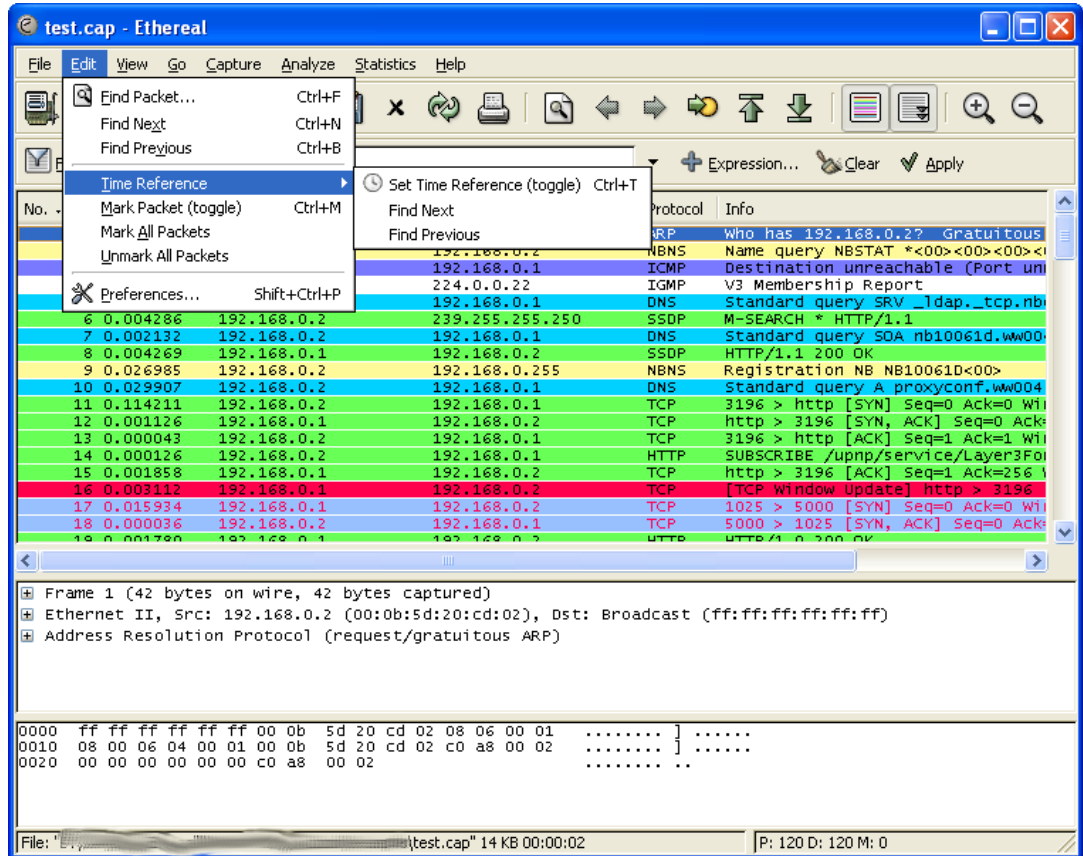 test.cap - Ethereal
File Edit View Go Capture Analyze Statistics Help
Find Packet... Ctrl+F
Find Next Ctrl+N
Find Previous Ctrl+B
Time Reference
Mark Packet (toggle) Ctrl+M
Mark All Packets
Unmark All Packets
Preferences... Shift+Ctrl+P
Set Time Reference (toggle) Ctrl+T
Find Next
Find Previous
Expression... Clear Apply
No. Protocol Info
ARP Who has 192.168.0.2? Gratuitous
192.168.0.2 NBNS Name query NBSTAT *<00><00><00><
192.168.0.1 ICMP Destination unreachable (Port un
224.0.0.22 IGMP V3 Membership Report
192.168.0.1 DNS Standard query SRV _ldap._tcp.nb
6 0.004286 192.168.0.2 239.255.255.250 SSDP M-SEARCH * HTTP/1.1
7 0.002132 192.168.0.2 192.168.0.1 DNS Standard query SOA nb10061d.ww00
8 0.004269 192.168.0.1 192.168.0.2 SSDP HTTP/1.1 200 OK
9 0.026985 192.168.0.2 192.168.0.255 NBNS Registration NB NB10061D<00>
10 0.029907 192.168.0.2 192.168.0.1 DNS Standard query A proxyconf.ww004
11 0.114211 192.168.0.2 192.168.0.1 TCP 3196 > http [SYN] Seq=0 Ack=0 Wi
12 0.001126 192.168.0.1 192.168.0.2 TCP http > 3196 [SYN, ACK] Seq=0 Ack
13 0.000043 192.168.0.2 192.168.0.1 TCP 3196 > http [ACK] Seq=1 Ack=1 Wi
14 0.000126 192.168.0.2 192.168.0.1 HTTP SUBSCRIBE /upnp/service/Layer3Fo
15 0.001858 192.168.0.1 192.168.0.2 TCP http > 3196 [ACK] Seq=1 Ack=256
16 0.003112 192.168.0.1 192.168.0.2 TCP [TCP Window Update] http > 3196
17 0.015934 192.168.0.1 192.168.0.2 TCP 1025 > 5000 [SYN] Seq=0 Ack=0 Wi
18 0.000036 192.168.0.2 192.168.0.1 TCP 5000 > 1025 [SYN, ACK] Seq=0 Ack
19 0.001780 192.168.0.1 192.168.0.2 HTTP HTTP/1.0 200 OK
Frame 1 (42 bytes on wire, 42 bytes captured)
Ethernet II, Src: 192.168.0.2 (00:0b:5d:20:cd:02), Dst: Broadcast (ff:ff:ff:ff:ff:ff)
Address Resolution Protocol (request/gratuitous ARP)
0000 ff ff ff ff ff ff 00 0b 5d 20 cd 02 08 06 00 01 ........ ] ......
0010 08 00 06 04 00 01 00 0b 5d 20 cd 02 c0 a8 00 02 ........ ] ......
0020 00 00 00 00 00 00 c0 a8 00 02 ........ ..
File: " \test.cap" 14 KB 00:00:02 P: 120 D: 120 M: 0